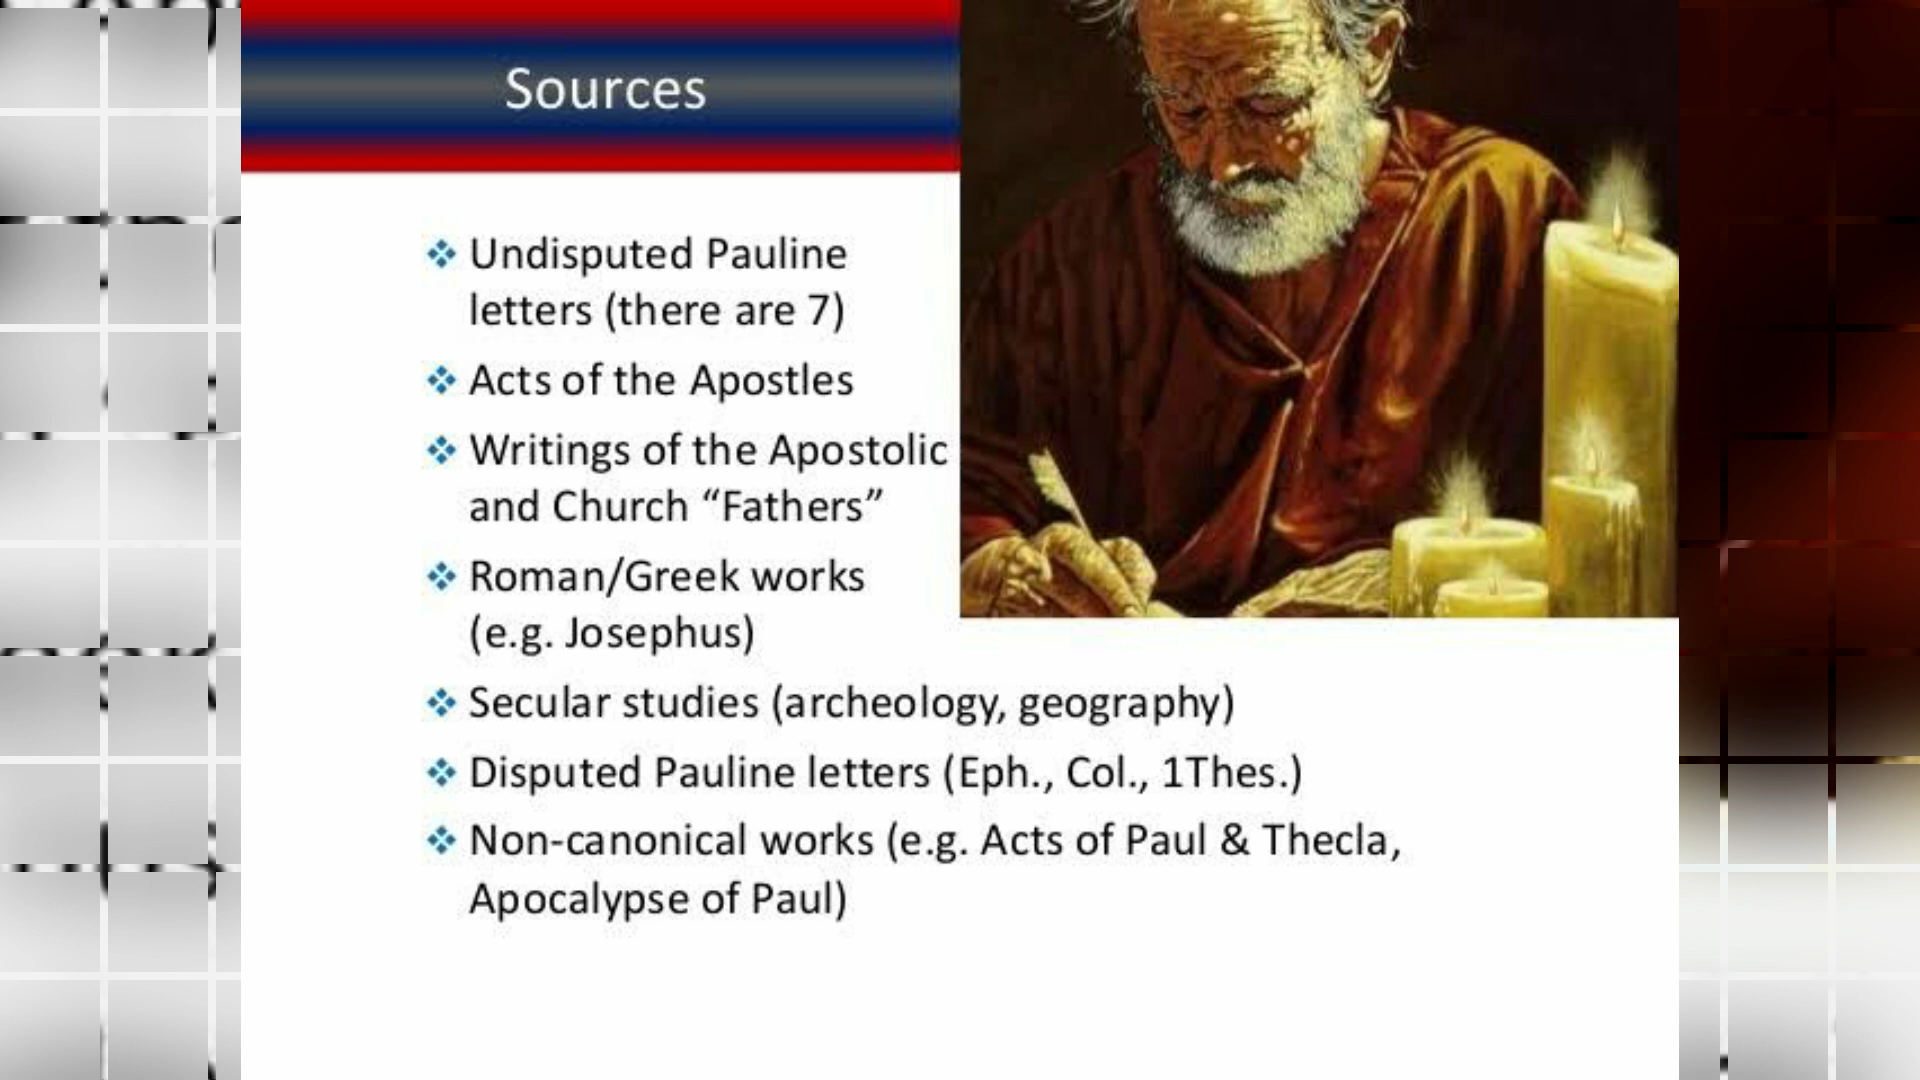 Sources
Undisputed Pauline
letters (there are 7)
Acts of the Apostles
Writings of the Apostolic
and Church “Fathers”
Roman/Greek works
(e.g. Josephus)
Secular studies (archeology, geography)
Disputed Pauline letters (Eph., Col., 1Thes.)
Non-canonical works (e.g. Acts of Paul & Thecla,
Apocalypse of Paul)